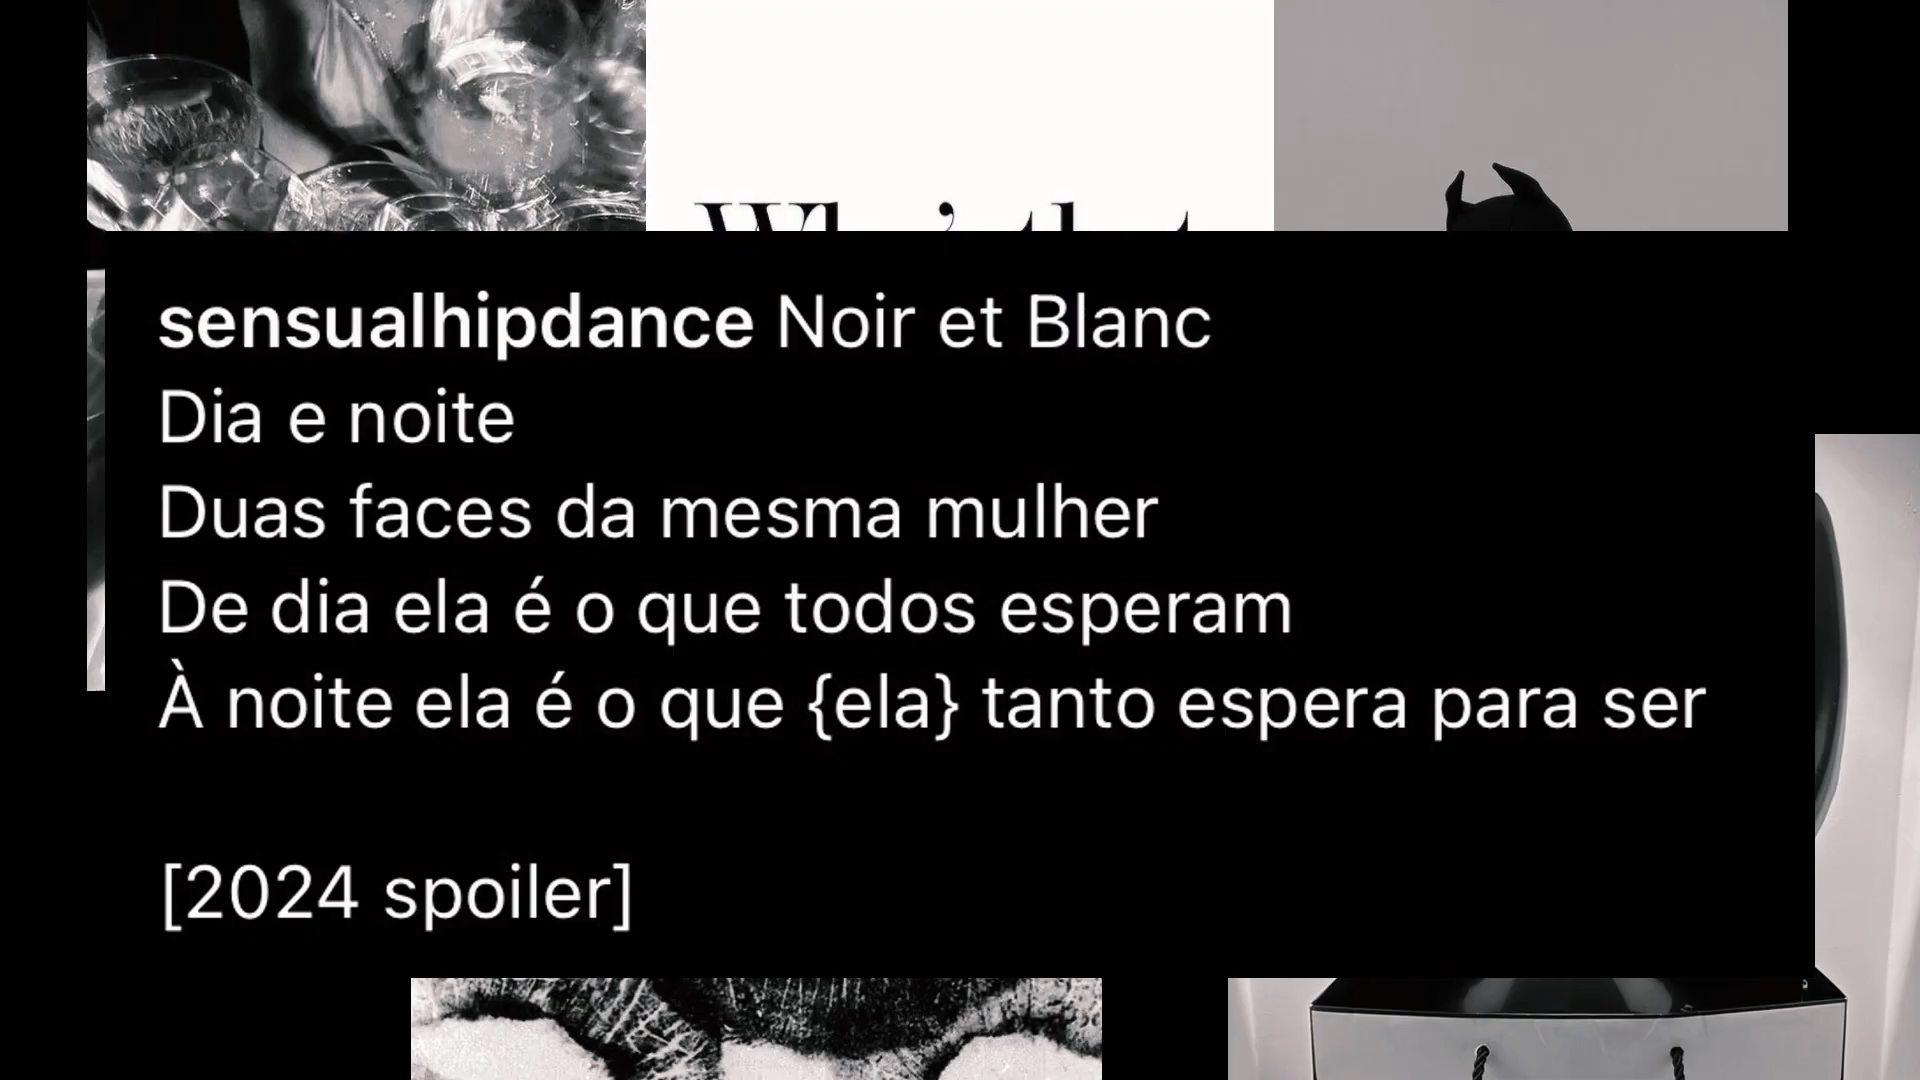 sensualhipdance Noir et Blanc
Dia e noite
Duas faces da mesma mulher
De dia ela é o que todos esperam
À noite ela é o que {ela} tanto espera para ser
[2024 spoiler]